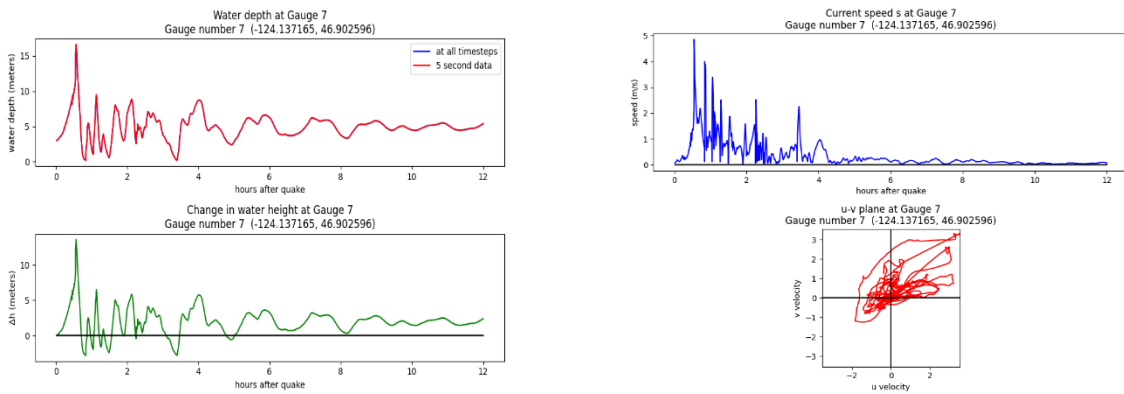 Water depth at Gauge 7
Gauge number 7 (-124.137165, 46.902596)
at all timesteps
5 second data
15
10
5
0
water depth (meters)
0 2 4 6 8 10 12
hours after quake
Current speed s at Gauge 7
Gauge number 7 (-124.137165, 46.902596)
5
4
3
2
1
0
speed (m/s)
0 2 4 6 8 10 12
hours after quake
Change in water height at Gauge 7
Gauge number 7 (-124.137165, 46.902596)
10
5
0
Δh (meters)
0 2 4 6 8 10 12
hours after quake
u-v plane at Gauge 7
Gauge number 7 (-124.137165, 46.902596)
3
2
1
0
−1
−2
−3
v velocity
−2 0 2
u velocity